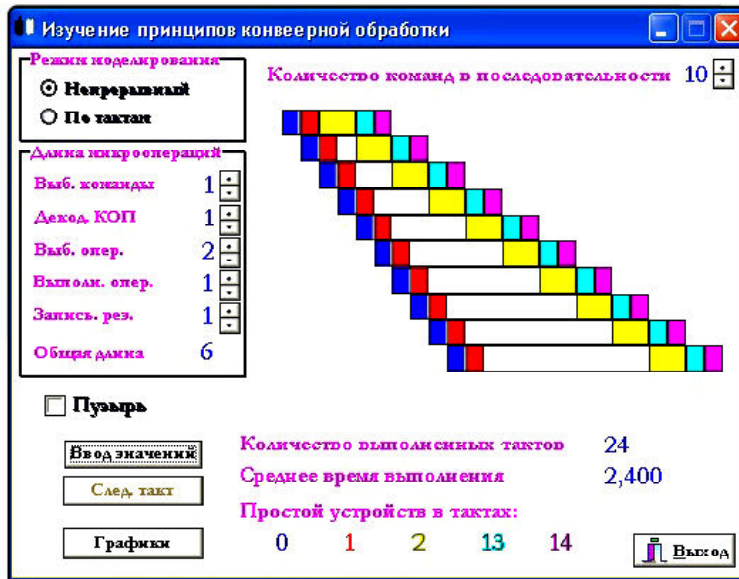 Изучение принципов конвеерной обработки
Режим моделирования
Непрерывный
По тактам
Количество команд в последовательности 10
Длина микроопераций
Выб. команды 1
Декод. КОП 1
Выб. опер. 2
Выполн. опер. 1
Запись. рез. 1
Общая длина 6
Пузырь
Ввод значений
След. такт
Графики
Количество выполненных тактов 24
Среднее время выполнения 2,400
Простой устройств в тактах:
0 1 2 13 14
Выход